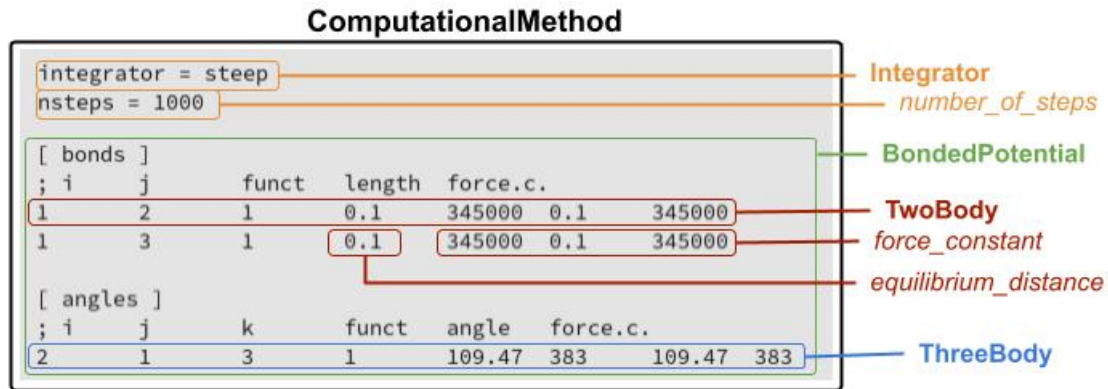 ComputationalMethod
integrator = steep
Integrator
nsteps = 1000
number_of_steps
[ bonds ]
BondedPotential
; i j funct length force.c.
1 2 1 0.1 345000 0.1 345000
TwoBody
1 3 1 0.1 345000 0.1 345000
force_constant
equilibrium_distance
[ angles ]
; i j k funct angle force.c.
2 1 3 1 109.47 383 109.47 383
ThreeBody